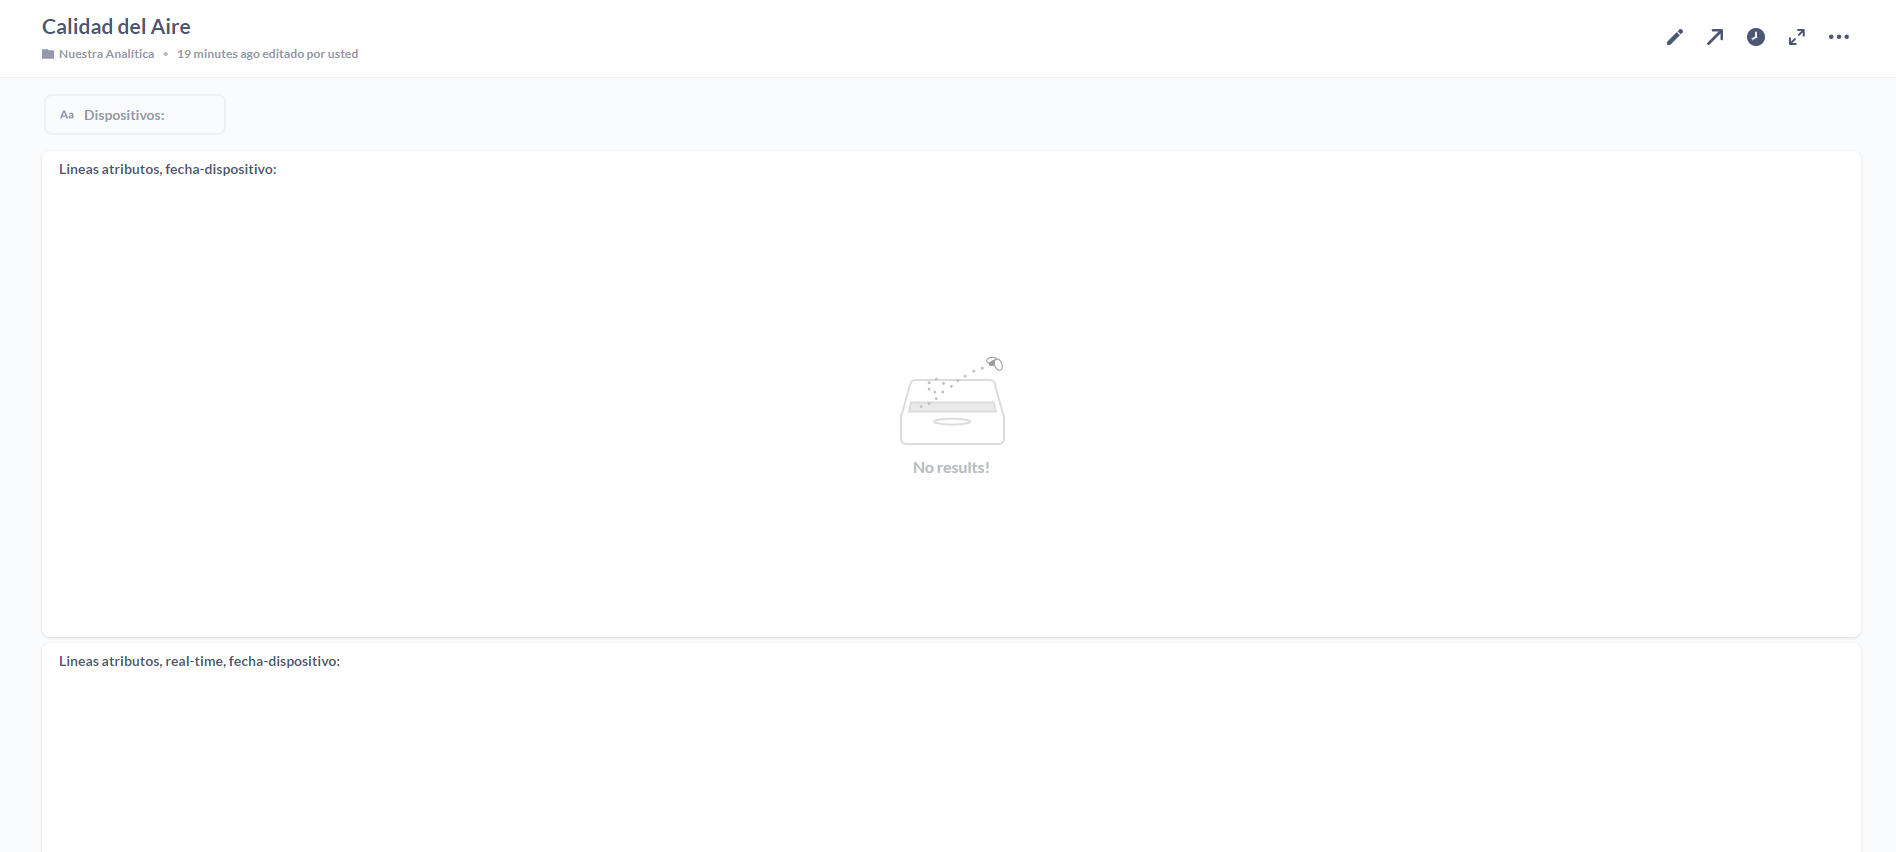 Calidad del Aire
Nuestra Analítica • 19 minutes ago editado por usted
Aa Dispositivos:
Lineas atributos, fecha-dispositivo:
No results!
Lineas atributos, real-time, fecha-dispositivo: